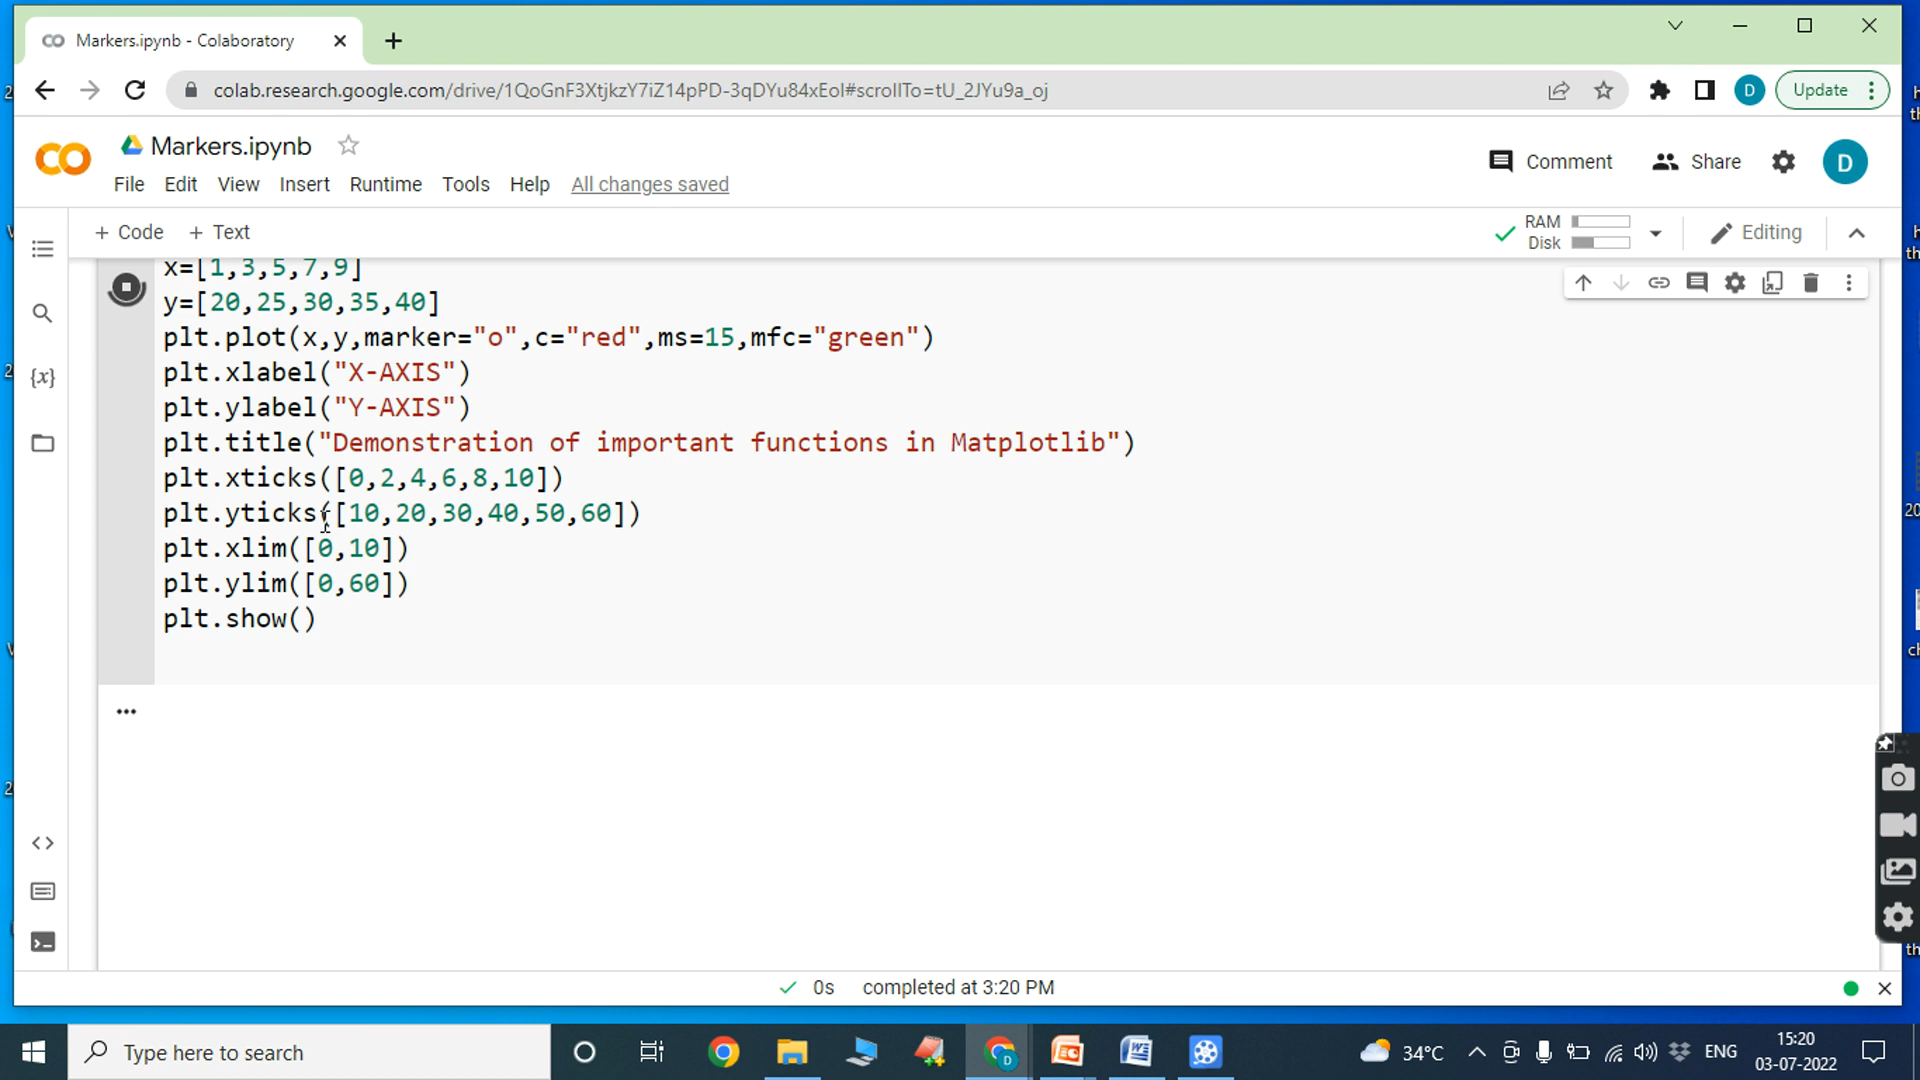 Markers.ipynb - Colaboratory
colab.research.google.com/drive/1QoGnF3XtjkzY7iZ14pPD-3qDYu84xEoI#scrollTo=tU_2JYu9a_oj
D
Update
Markers.ipynb
File Edit View Insert Runtime Tools Help All changes saved
Comment
Share
D
+ Code + Text
RAM
Disk
Editing
x=[1,3,5,7,9]
y=[20,25,30,35,40]
plt.plot(x,y,marker="o",c="red",ms=15,mfc="green")
plt.xlabel("X-AXIS")
plt.ylabel("Y-AXIS")
plt.title("Demonstration of important functions in Matplotlib")
plt.xticks([0,2,4,6,8,10])
plt.yticks([10,20,30,40,50,60])
plt.xlim([0,10])
plt.ylim([0,60])
plt.show()
0s completed at 3:20 PM
Type here to search
34°C
ENG
15:20
03-07-2022